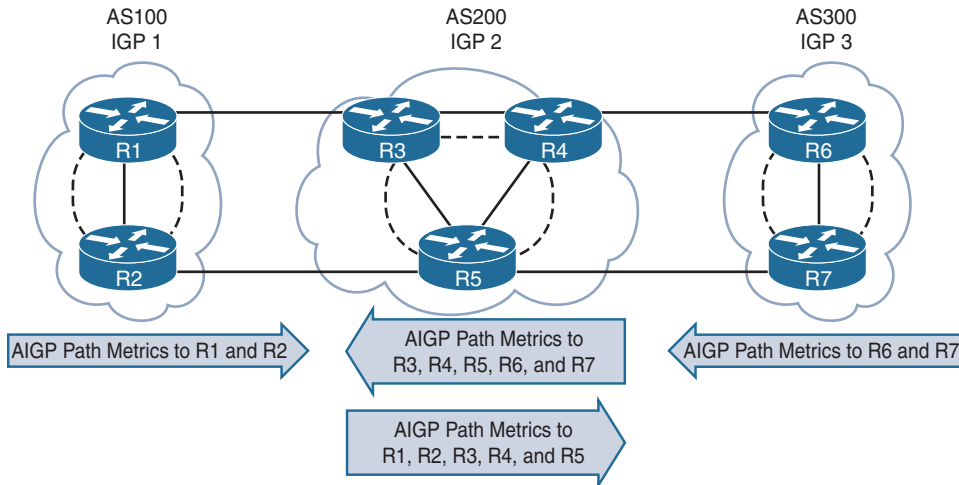 AS100
IGP 1
AS200
IGP 2
AS300
IGP 3
R1
R3
R4
R6
R2
R5
R7
AIGP Path Metrics to R1 and R2
AIGP Path Metrics to
R3, R4, R5, R6, and R7
AIGP Path Metrics to R6 and R7
AIGP Path Metrics to
R1, R2, R3, R4, and R5